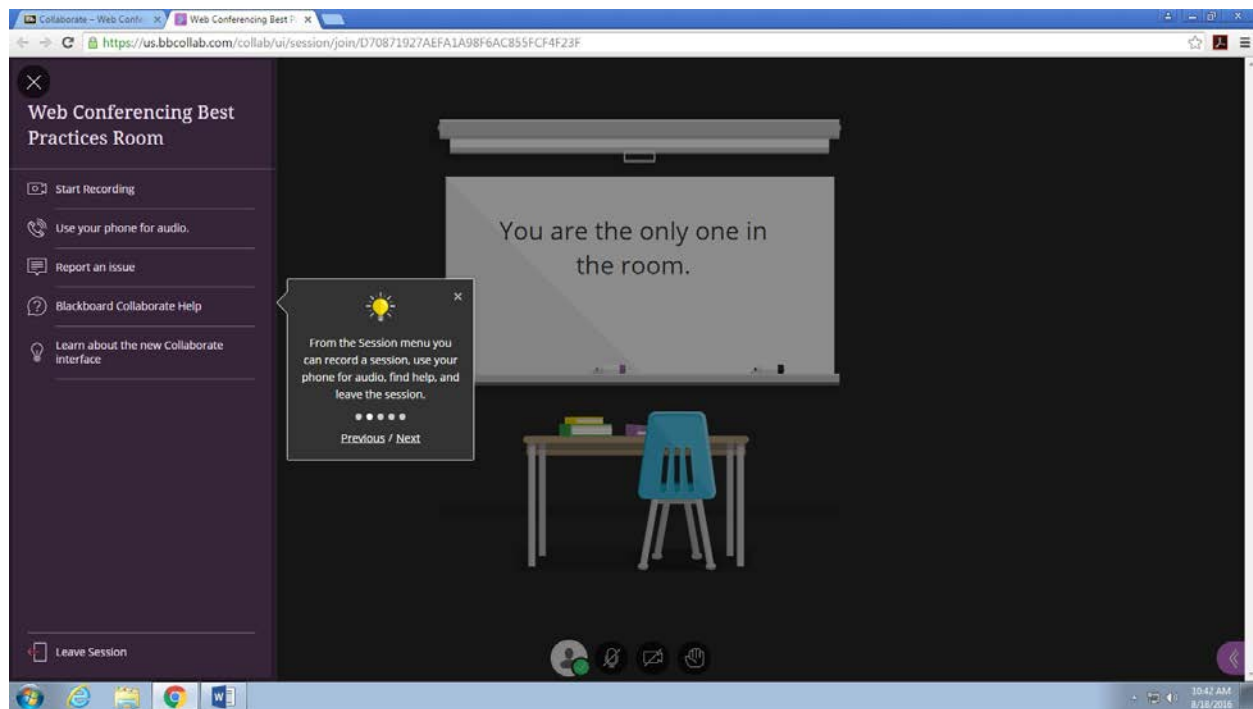 Collaborate – Web Confe
Web Conferencing Best P
https://us.bbcollab.com/collab/ui/session/join/D70871927AEFA1A98F6AC855FCF4F23F
Web Conferencing Best
Practices Room
Start Recording
Use your phone for audio.
Report an issue
Blackboard Collaborate Help
Learn about the new Collaborate
interface
Leave Session
You are the only one in
the room.
From the Session menu you
can record a session, use your
phone for audio, find help, and
leave the session.
Previous / Next
10:42 AM
8/18/2016